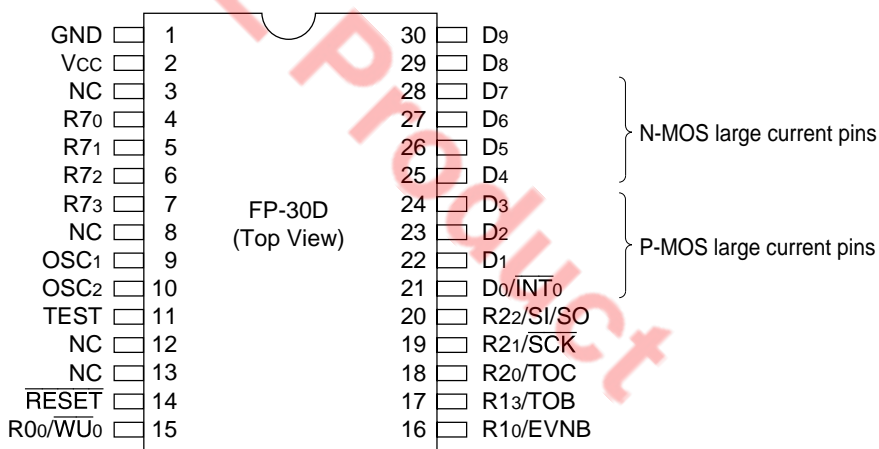 GND 1
VCC 2
NC 3
R70 4
R71 5
R72 6
R73 7
NC 8
OSC1 9
OSC2 10
TEST 11
NC 12
NC 13
RESET 14
R00/WU0 15
FP-30D
(Top View)
30 D9
29 D8
28 D7
27 D6
26 D5
25 D4
24 D3
23 D2
22 D1
21 D0/INT0
20 R22/SI/SO
19 R21/SCK
18 R20/TOC
17 R13/TOB
16 R10/EVNB
N-MOS large current pins
P-MOS large current pins
Product